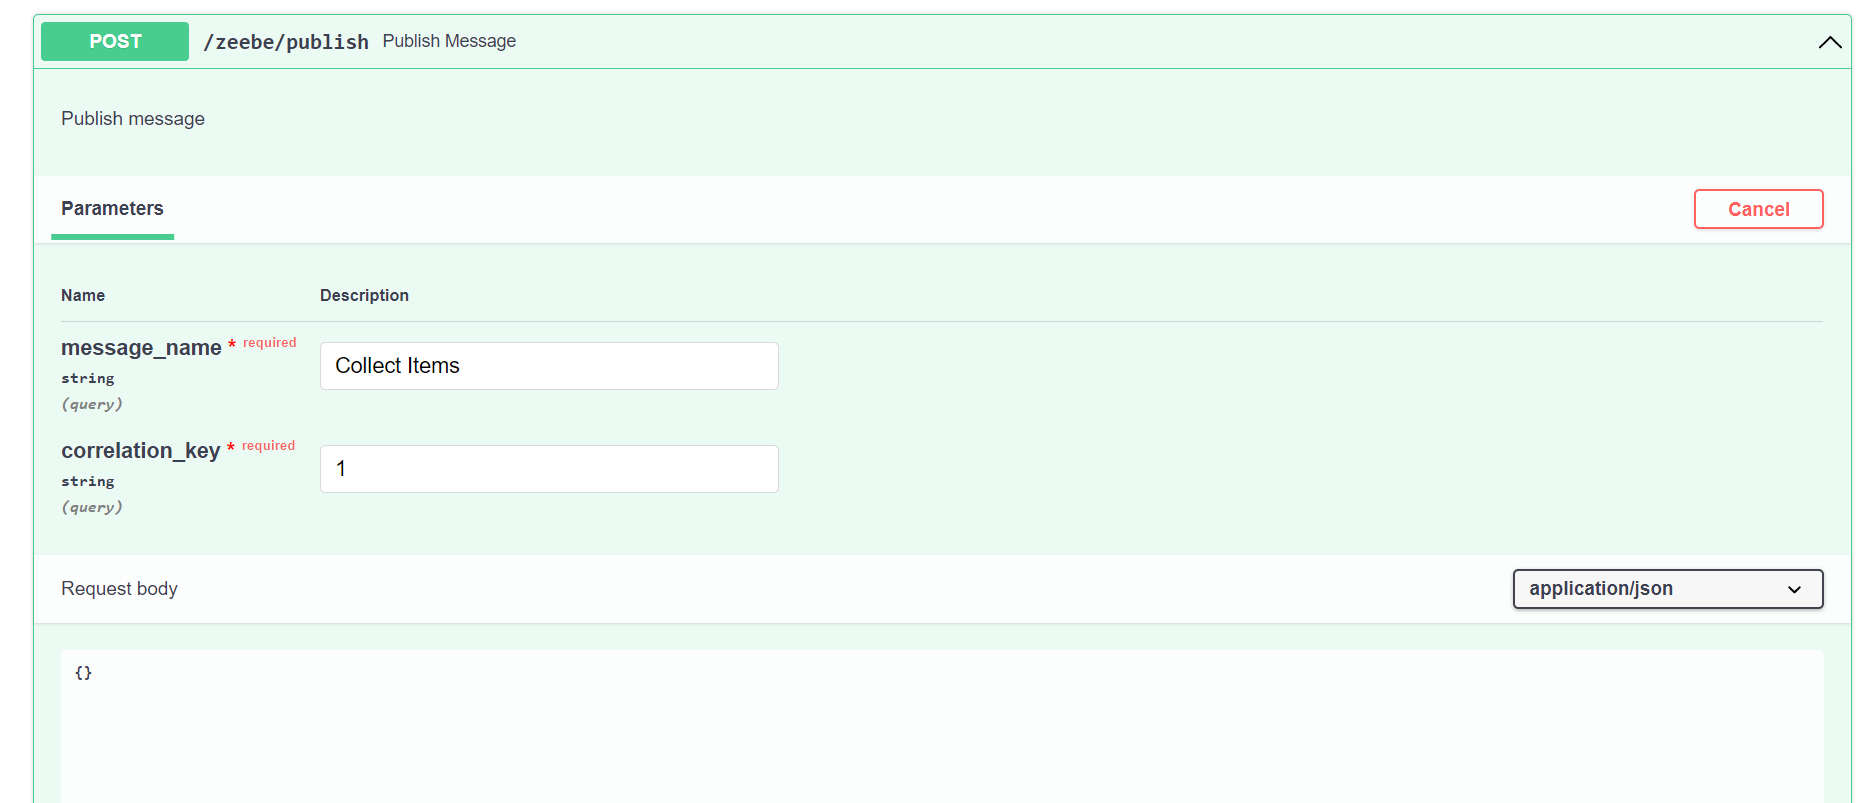 POST /zeebe/publish Publish Message
Publish message
Parameters Cancel
Name Description
message_name * required
string
(query)
Collect Items
correlation_key * required
string
(query)
1
Request body application/json
{}